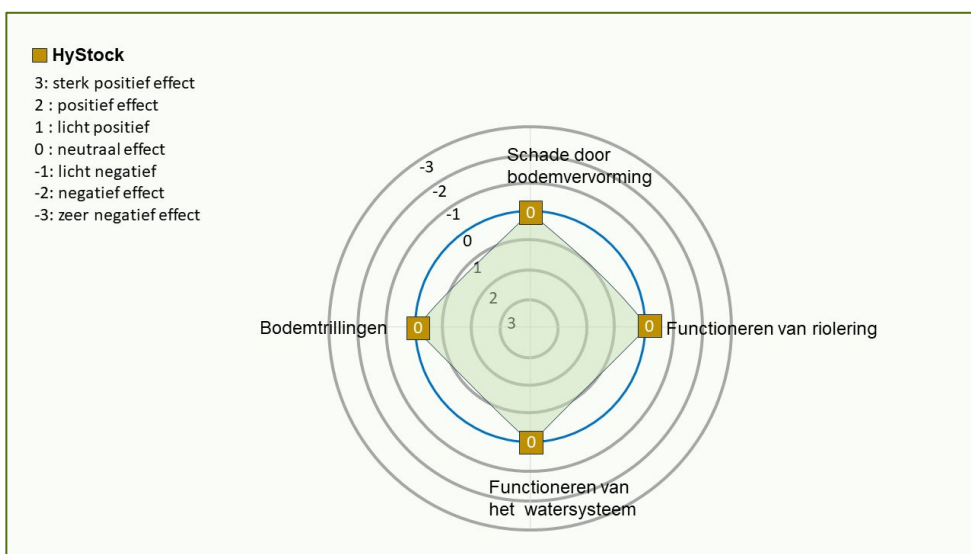 HyStock
3: sterk positief effect
2 : positief effect
1 : licht positief
0 : neutraal effect
-1: licht negatief
-2: negatief effect
-3: zeer negatief effect
-3
-2
-1
0
1
2
3
Schade door
bodemvervorming
0
Bodemtrillingen
0
0
Functioneren van riolering
0
Functioneren van
het watersysteem